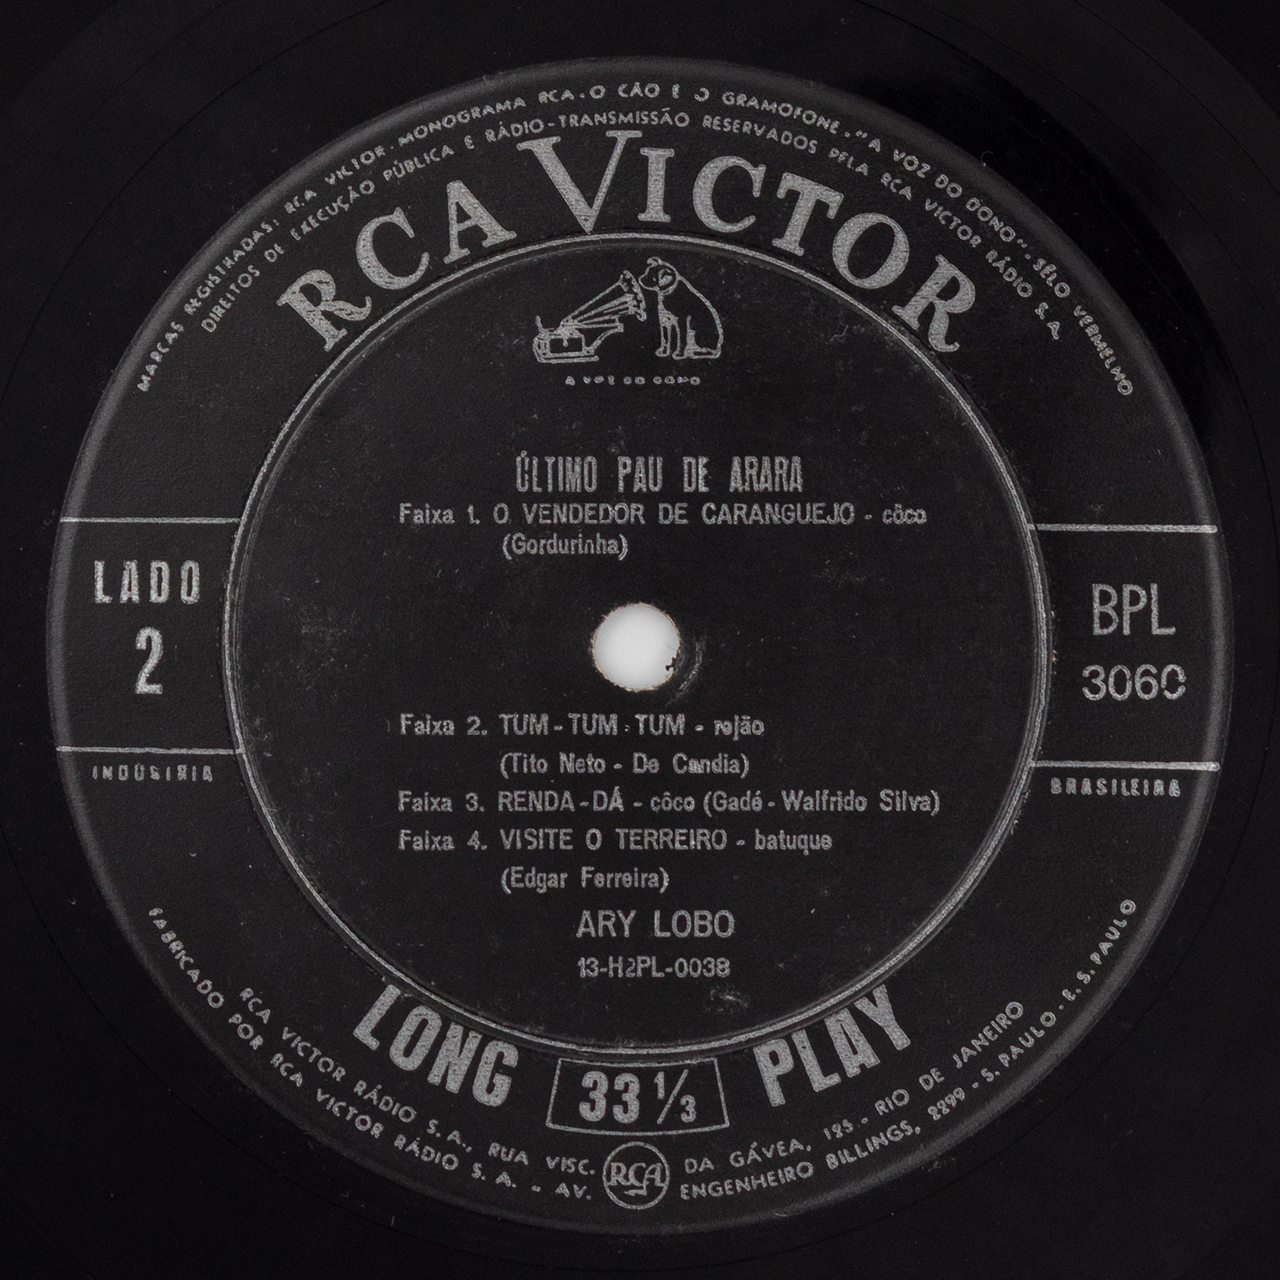 MARCAS REGISTRADAS: RCA VICTOR - MONOGRAMA RCA - O CÃO E O GRAMOFONE - "A VOZ DO DONO" - SÊLO VERMELHO
DIREITOS DE EXECUÇÃO PÚBLICA E RÁDIO-TRANSMISSÃO RESERVADOS PELA RCA VICTOR RÁDIO S.A.
RCA VICTOR
A VOZ DO DONO
ÚLTIMO PAU DE ARARA
Faixa 1. O VENDEDOR DE CARANGUEJO - côco
(Gordurinha)
LADO
2
BPL
3060
INDÚSTRIA
BRASILEIRA
Faixa 2. TUM-TUM-TUM - rojão
(Tito Neto - De Candia)
Faixa 3. RENDA-DÁ - côco (Gadé - Walfrido Silva)
Faixa 4. VISITE O TERREIRO - batuque
(Edgar Ferreira)
ARY LOBO
13-H2PL-0038
LONG 33 1/3 PLAY
RCA VICTOR RÁDIO S.A., RUA VISC. DA GÁVEA, 125 - RIO DE JANEIRO
RCA
FABRICADO POR RCA VICTOR RÁDIO S.A. - AV. ENGENHEIRO BILLINGS, 2299 - S. PAULO - E. S. PAULO